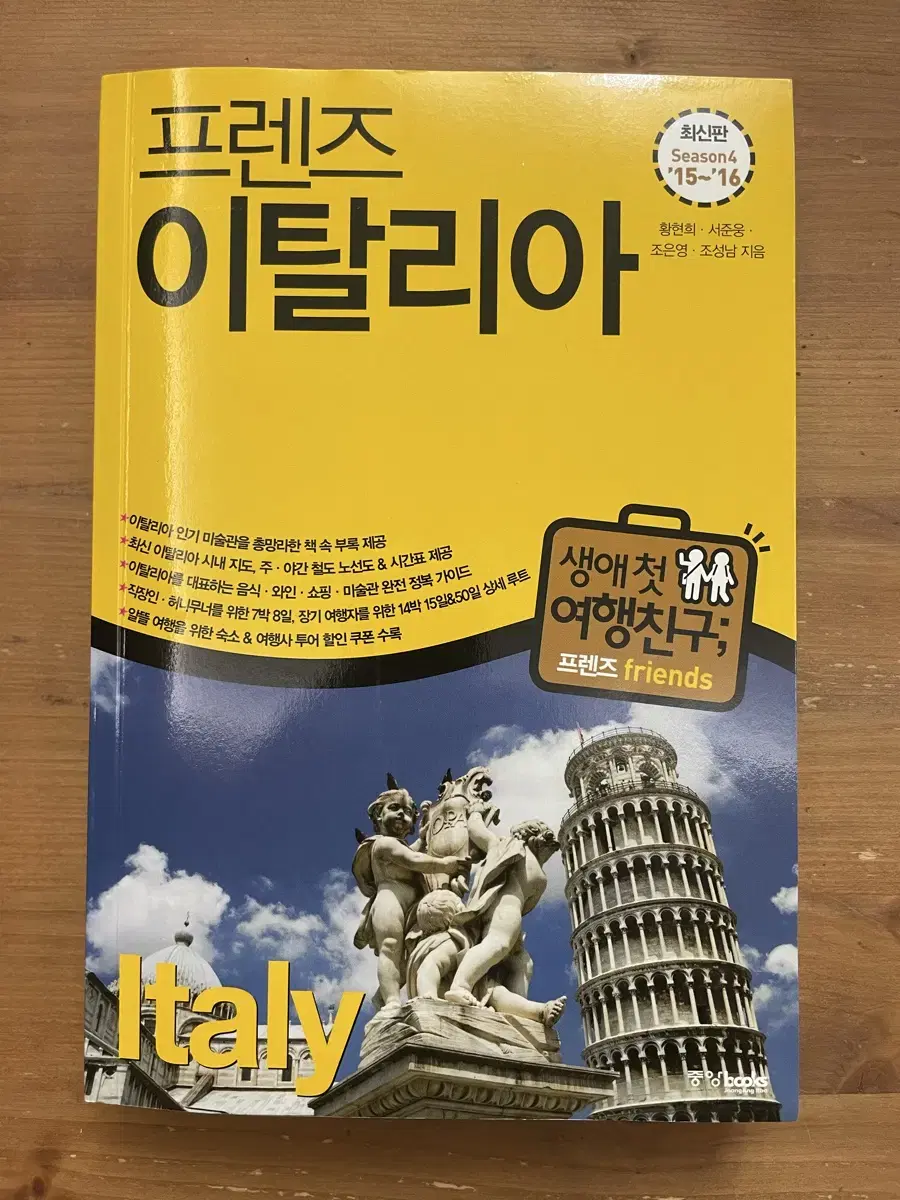 프렌즈
이탈리아
최신판
Season4
'15~'16
황현희 · 서준웅 ·
조은영 · 조성남 지음
★이탈리아 인기 미술관을 총망라한 책 속 부록 제공
★최신 이탈리아 시내 지도, 주 · 야간 철도 노선도 & 시간표 제공
★이탈리아를 대표하는 음식 · 와인 · 쇼핑 · 미술관 완전 정복 가이드
★직장인 · 허니무너를 위한 7박 8일, 장기 여행자를 위한 14박 15일&50일 상세 루트
★알뜰 여행을 위한 숙소 & 여행사 투어 할인 쿠폰 수록
생애 첫
여행친구;
프렌즈 friends
OPA
Italy
중앙books